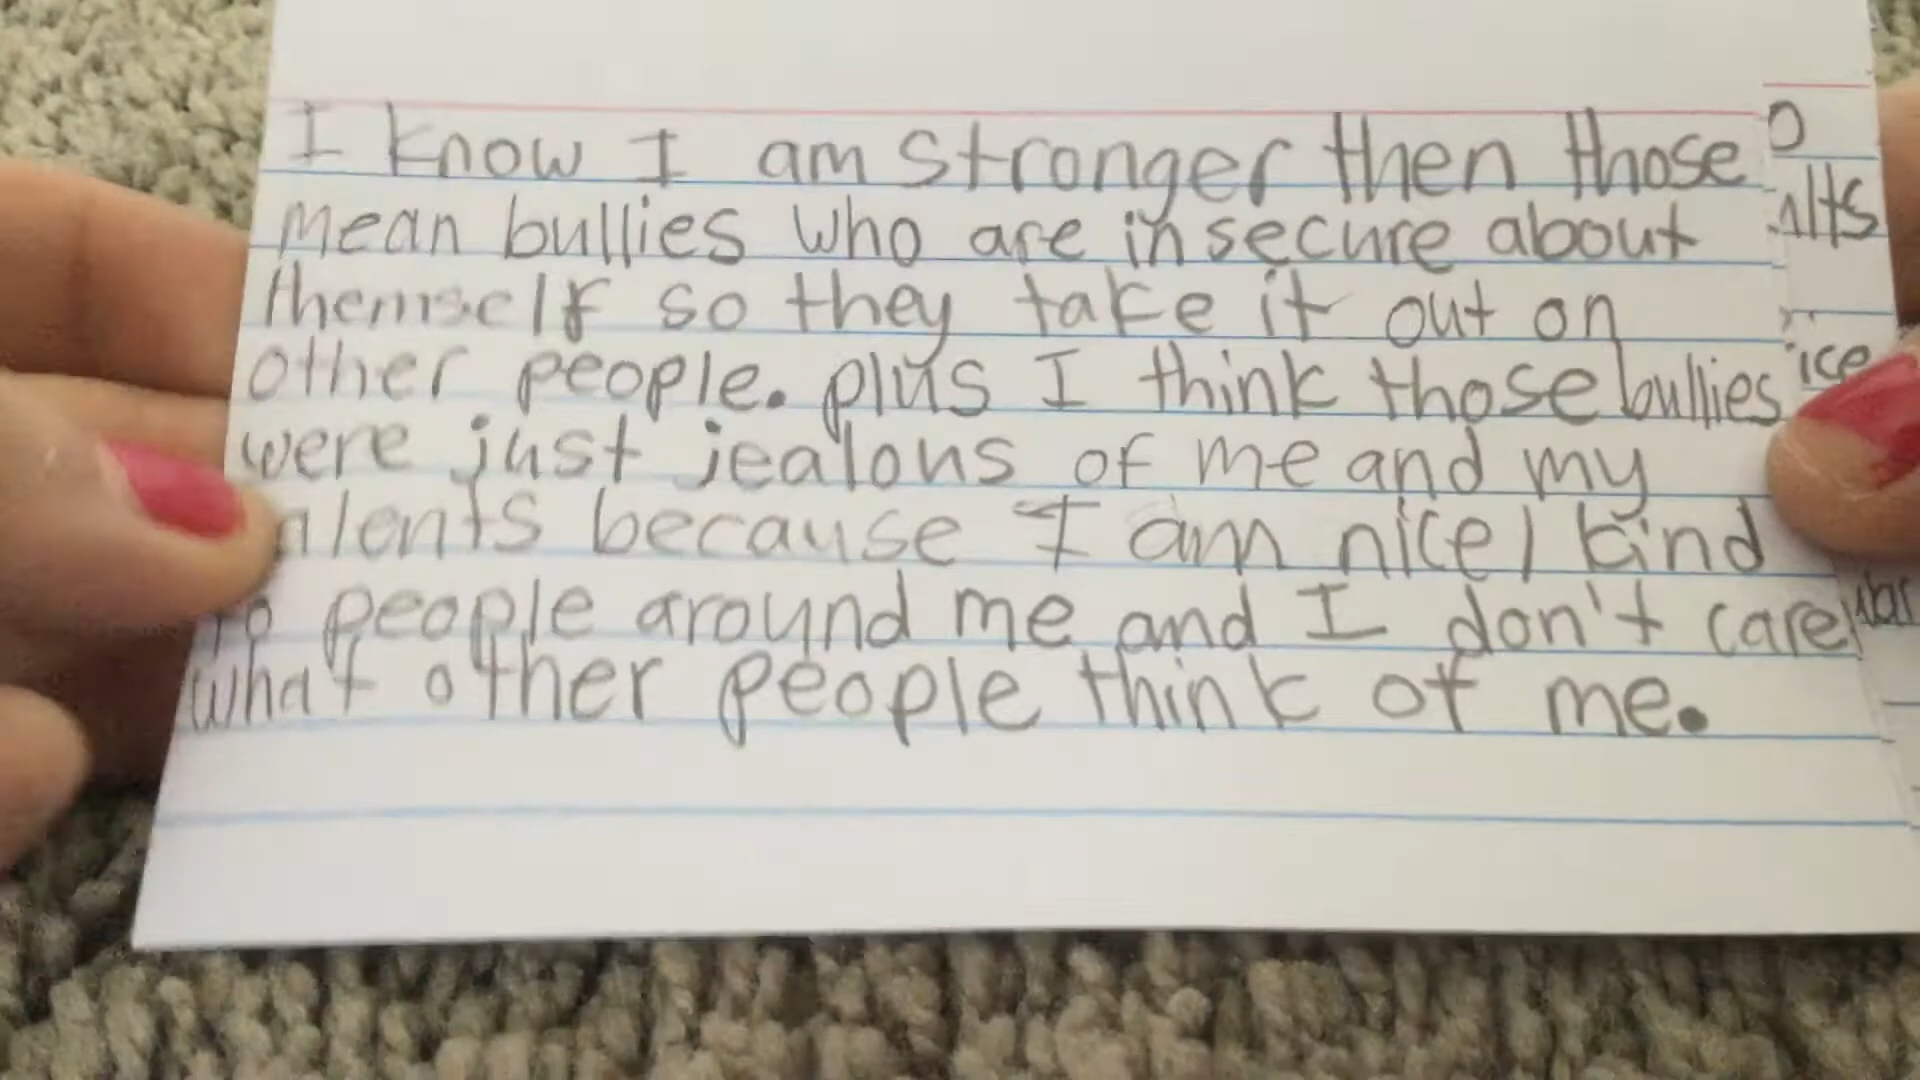 I know I am stronger then those
mean bullies who are insecure about
themself so they take it out on
other people. plus I think those bullies
were just jealous of me and my
alents because I am nice, kind
to people around me and I don't care
what other people think of me.